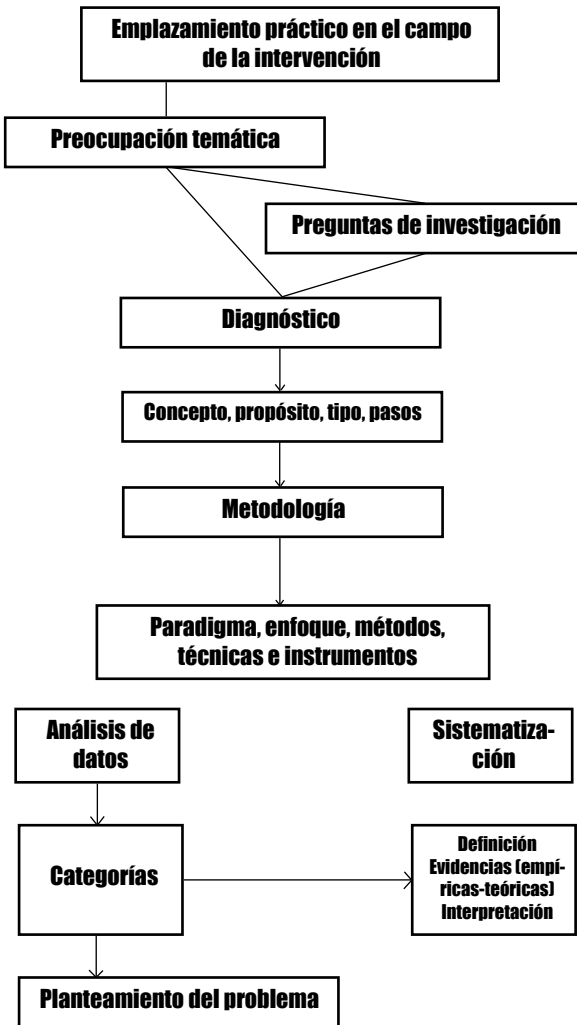 Emplazamiento práctico en el campo
de la intervención
Preocupación temática
Preguntas de investigación
Diagnóstico
Concepto, propósito, tipo, pasos
Metodología
Paradigma, enfoque, métodos,
técnicas e instrumentos
Análisis de
datos
Sistematiza-
ción
Categorías
Definición
Evidencias (empí-
ricas-teóricas)
Interpretación
Planteamiento del problema